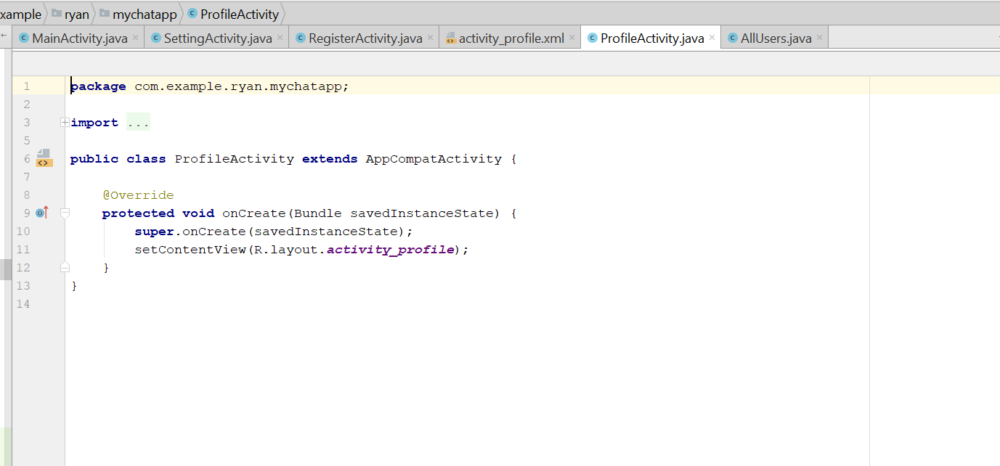 xample ryan mychatapp C ProfileActivity
C MainActivity.java × C SettingActivity.java × C RegisterActivity.java × <> activity_profile.xml × C ProfileActivity.java × C AllUsers.java ×
1 package com.example.ryan.mychatapp;
2
3 import ...
5
6 <> public class ProfileActivity extends AppCompatActivity {
7
8 @Override
9 protected void onCreate(Bundle savedInstanceState) {
10 super.onCreate(savedInstanceState);
11 setContentView(R.layout.activity_profile);
12 }
13 }
14